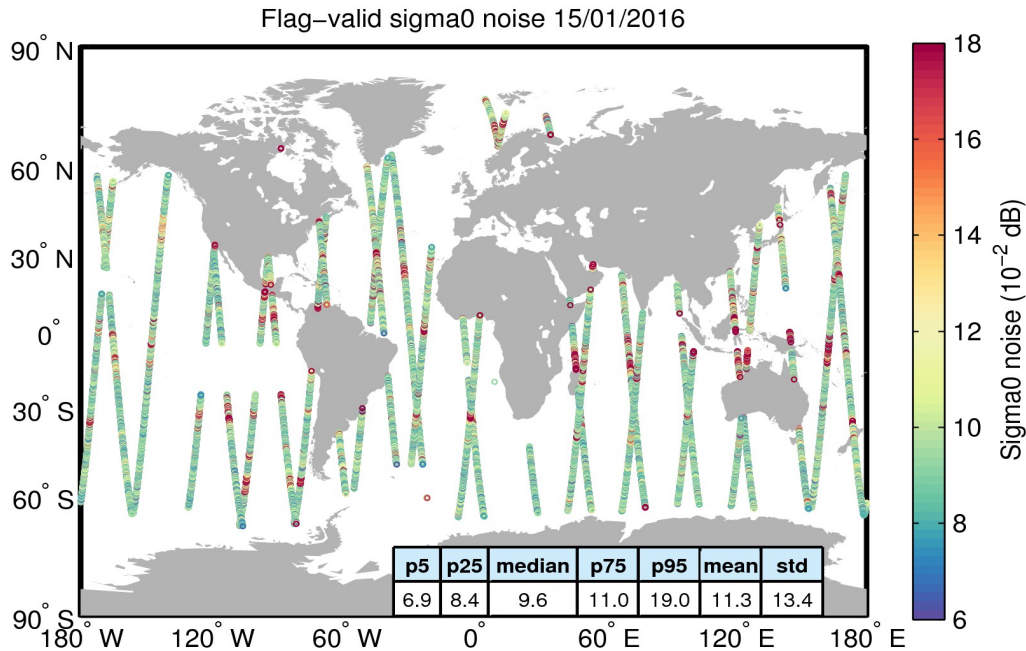 Flag−valid sigma0 noise 15/01/2016
90° N
60° N
30° N
0°
30° S
60° S
90° S
180° W
120° W
60° W
0°
60° E
120° E
180° E
p5 p25 median p75 p95 mean std
6.9 8.4 9.6 11.0 19.0 11.3 13.4
18
16
14
12
10
8
6
Sigma0 noise (10⁻² dB)